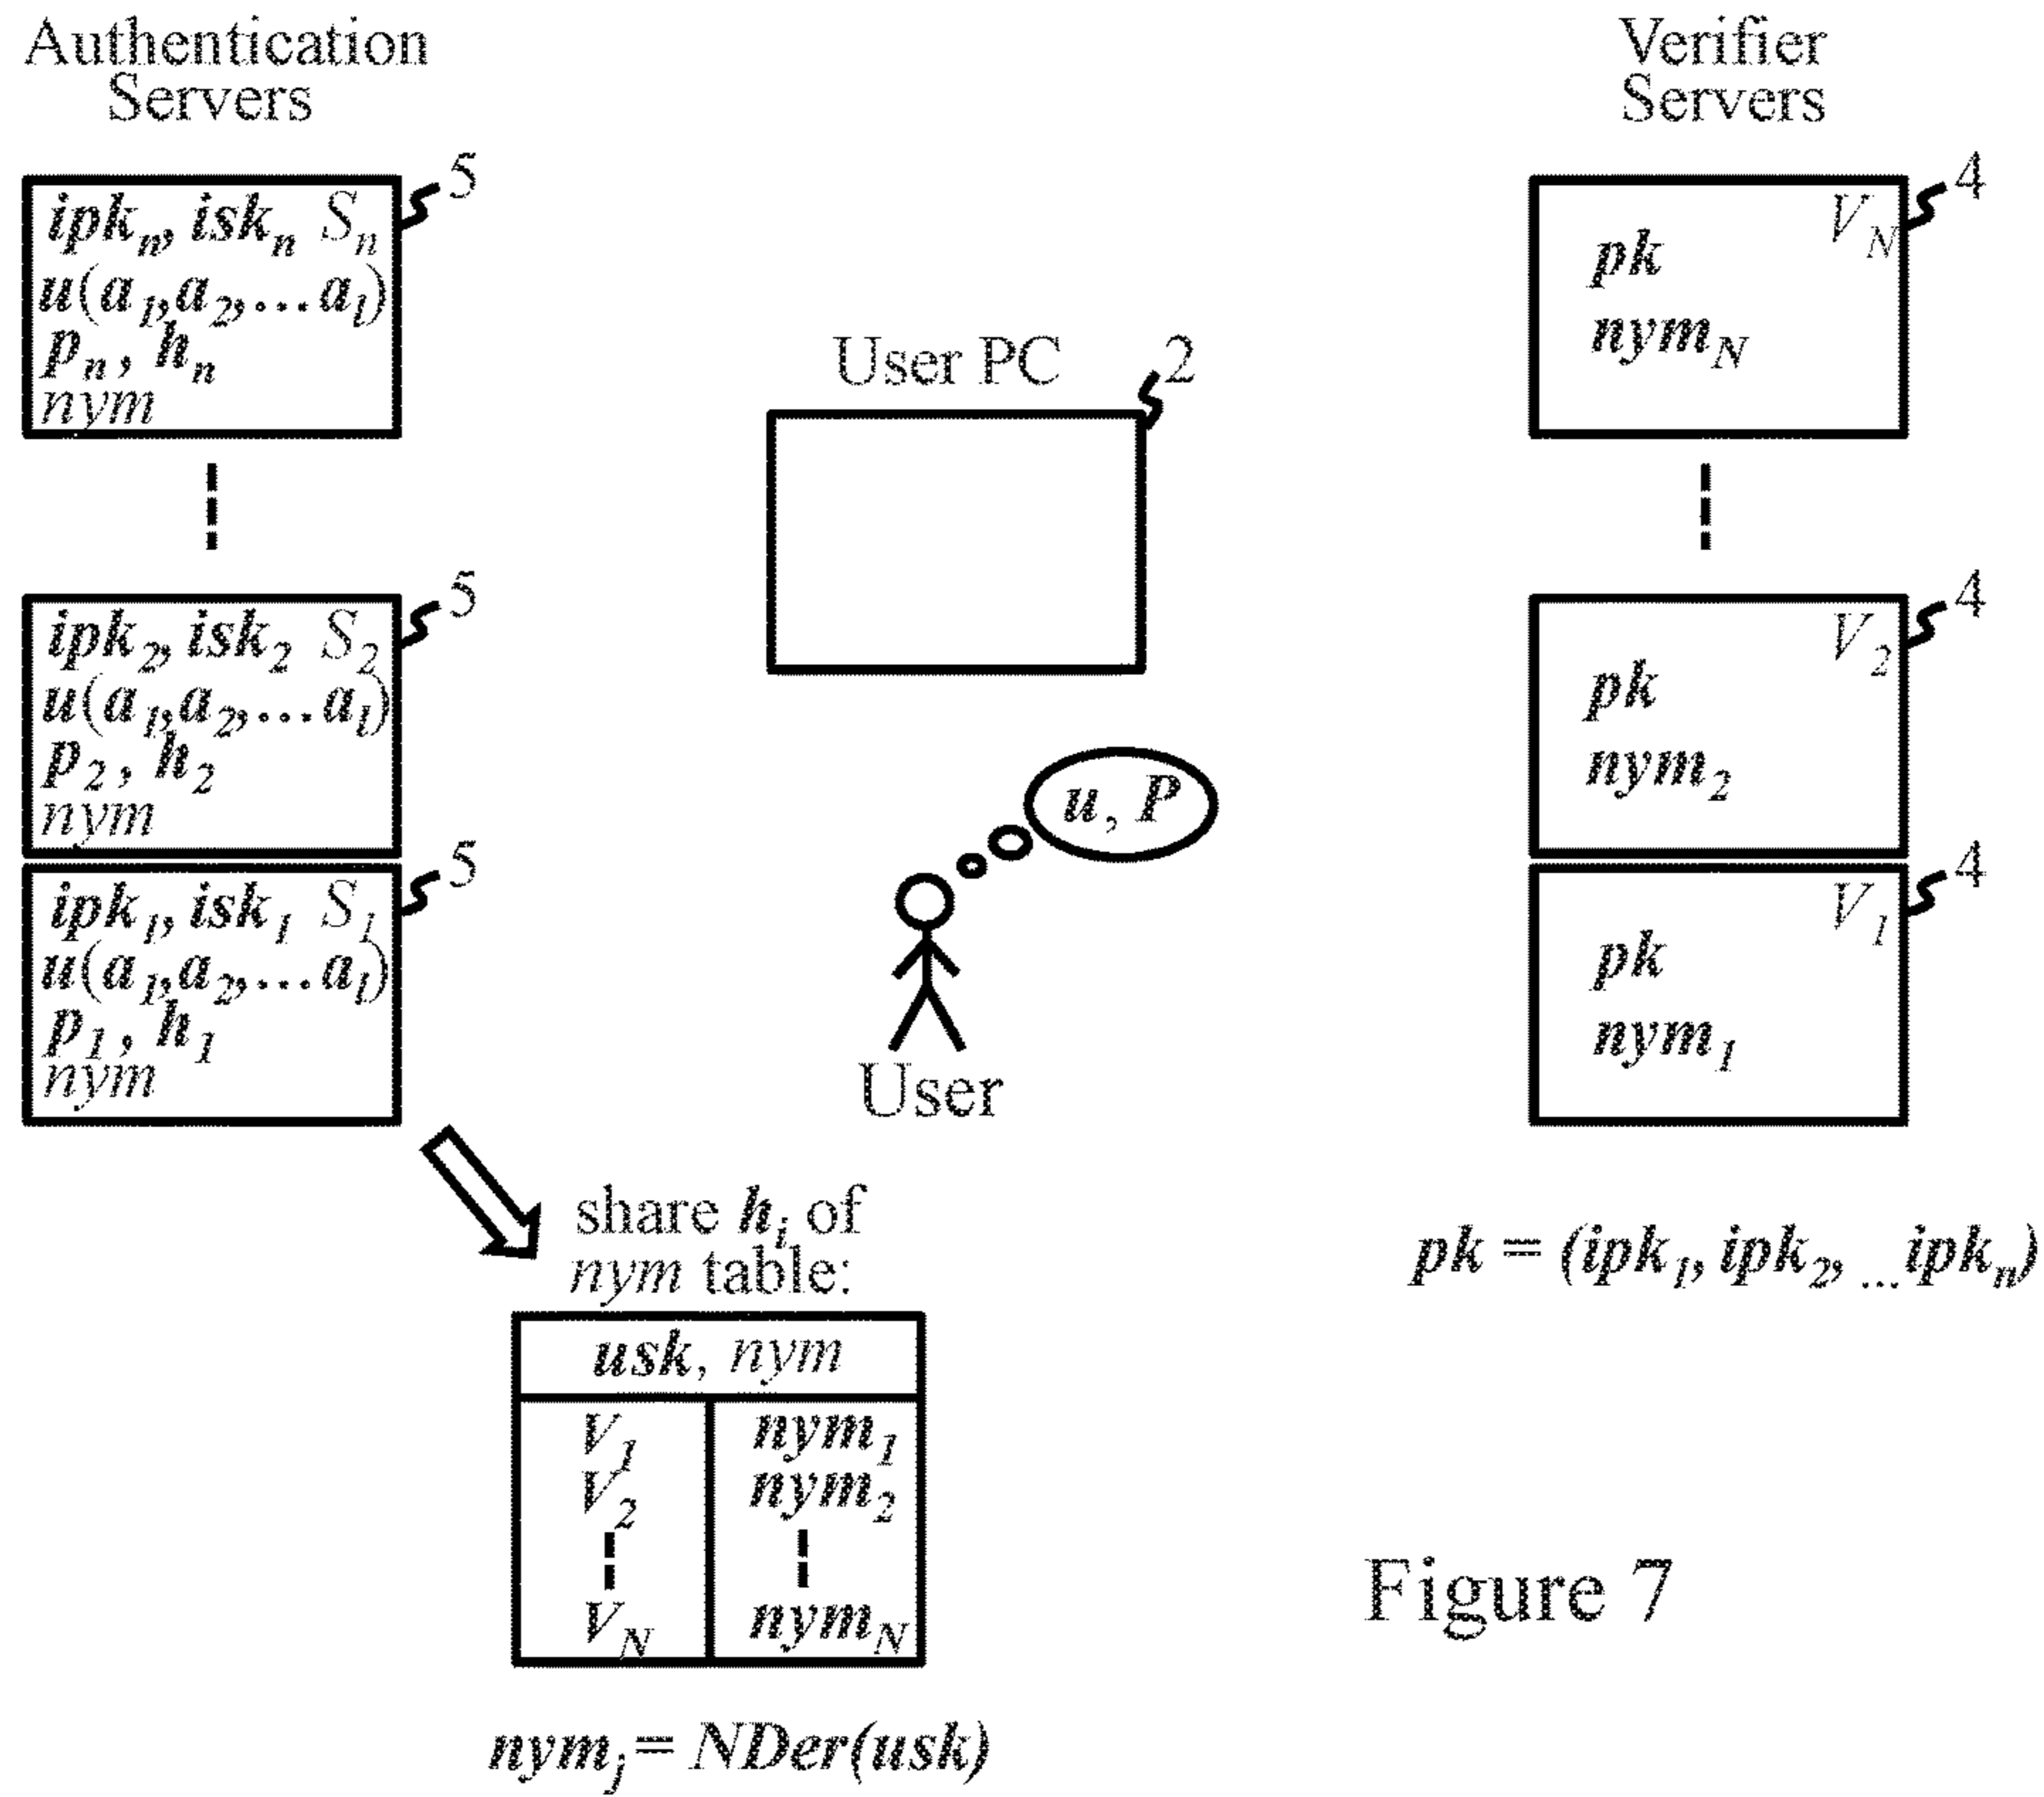 Authentication
Servers
ipkn, iskn Sn
5
u(a1,a2,...al)
pn, hn
nym
ipk2, isk2 S2
5
u(a1,a2,...al)
p2, h2
nym
ipk1, isk1 S1
5
u(a1,a2,...al)
p1, h1
nym
User PC
2
u, P
User
Verifier
Servers
VN
4
pk
nymN
V2
4
pk
nym2
V1
4
pk
nym1
pk = (ipk1, ipk2, ... ipkn)
share hi of
nym table:
usk, nym
V1 nym1
V2 nym2
VN nymN
nymj = NDer(usk)
Figure 7